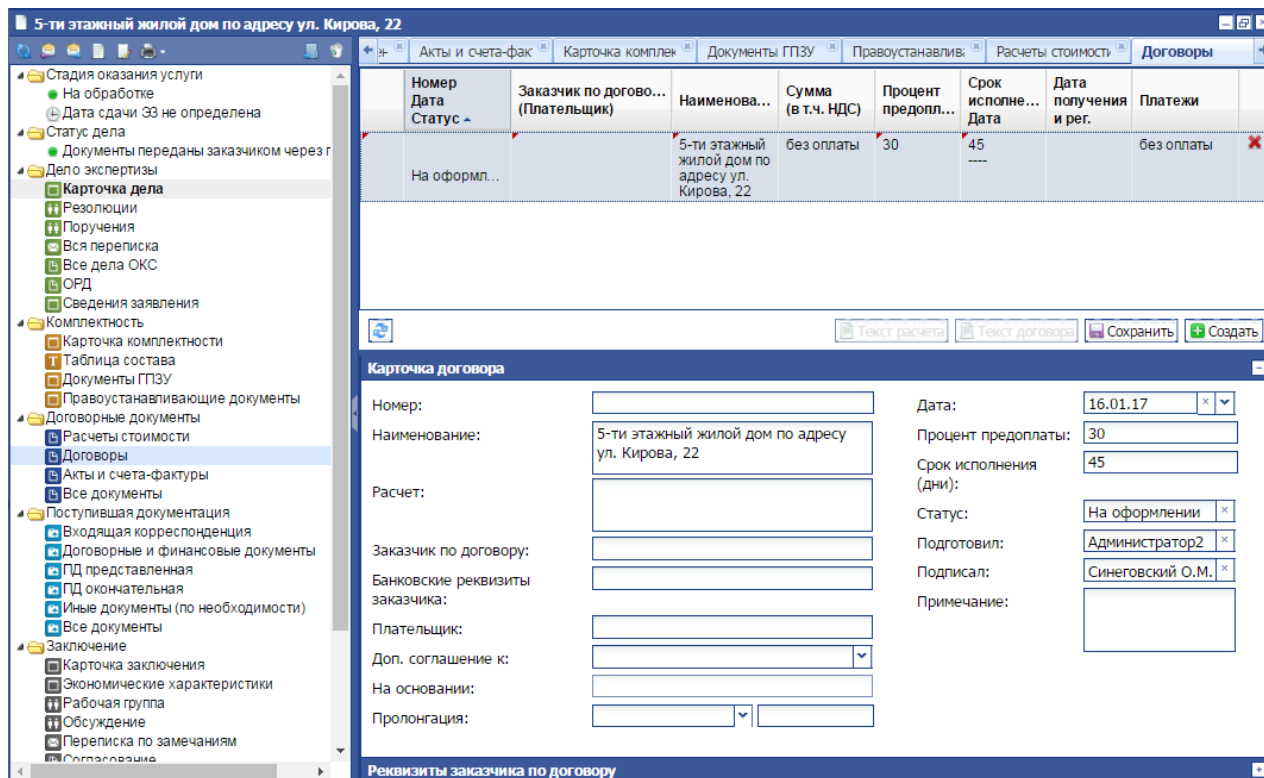 5-ти этажный жилой дом по адресу ул. Кирова, 22
Стадия оказания услуги
На обработке
Дата сдачи ЭЗ не определена
Статус дела
Документы переданы заказчиком через г
Дело экспертизы
Карточка дела
Резолюции
Поручения
Вся переписка
Все дела ОКС
ОРД
Сведения заявления
Комплектность
Карточка комплектности
Таблица состава
Документы ГПЗУ
Правоустанавливающие документы
Договорные документы
Расчеты стоимости
Договоры
Акты и счета-фактуры
Все документы
Поступившая документация
Входящая корреспонденция
Договорные и финансовые документы
ПД представленная
ПД окончательная
Иные документы (по необходимости)
Все документы
Заключение
Карточка заключения
Экономические характеристики
Рабочая группа
Обсуждение
Переписка по замечаниям
Согласование
Акты и счета-фак Карточка комплек Документы ГПЗУ Правоустанавлив Расчеты стоимости Договоры
Номер
Дата
Статус
Заказчик по догово...
(Плательщик)
Наименова...
Сумма
(в т.ч. НДС)
Процент
предопл...
Срок
исполне...
Дата
Дата
получения
и рег.
Платежи
На оформл...
5-ти этажный
жилой дом по
адресу ул.
Кирова, 22
без оплаты
30
45
----
без оплаты
Текст расчета Текст договора Сохранить Создать
Карточка договора
Номер:
Наименование: 5-ти этажный жилой дом по адресу
ул. Кирова, 22
Расчет:
Заказчик по договору:
Банковские реквизиты
заказчика:
Плательщик:
Доп. соглашение к:
На основании:
Пролонгация:
Дата: 16.01.17
Процент предоплаты: 30
Срок исполнения 45
(дни):
Статус: На оформлении
Подготовил: Администратор2
Подписал: Синеговский О.М.
Примечание:
Реквизиты заказчика по договору